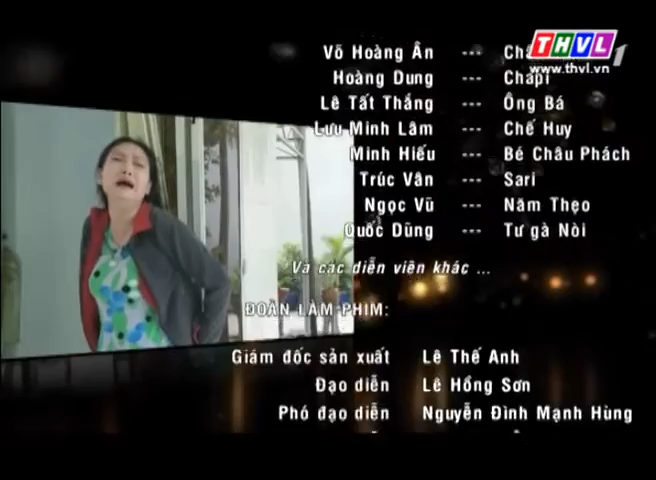 THVL1
www.thvl.vn
Võ Hoàng Ân ---
Hoàng Dung --- Chapi
Lê Tất Thắng --- Ông Bá
Lưu Minh Lâm --- Chế Huy
Minh Hiếu --- Bé Châu Phách
Trúc Vân --- Sari
Ngọc Vũ --- Năm Thẹo
Quốc Dũng --- Tư gà Nòi
Và các diễn viên khác ...
ĐOÀN LÀM PHIM:
Giám đốc sản xuất Lê Thế Anh
Đạo diễn Lê Hồng Sơn
Phó đạo diễn Nguyễn Đình Mạnh Hùng